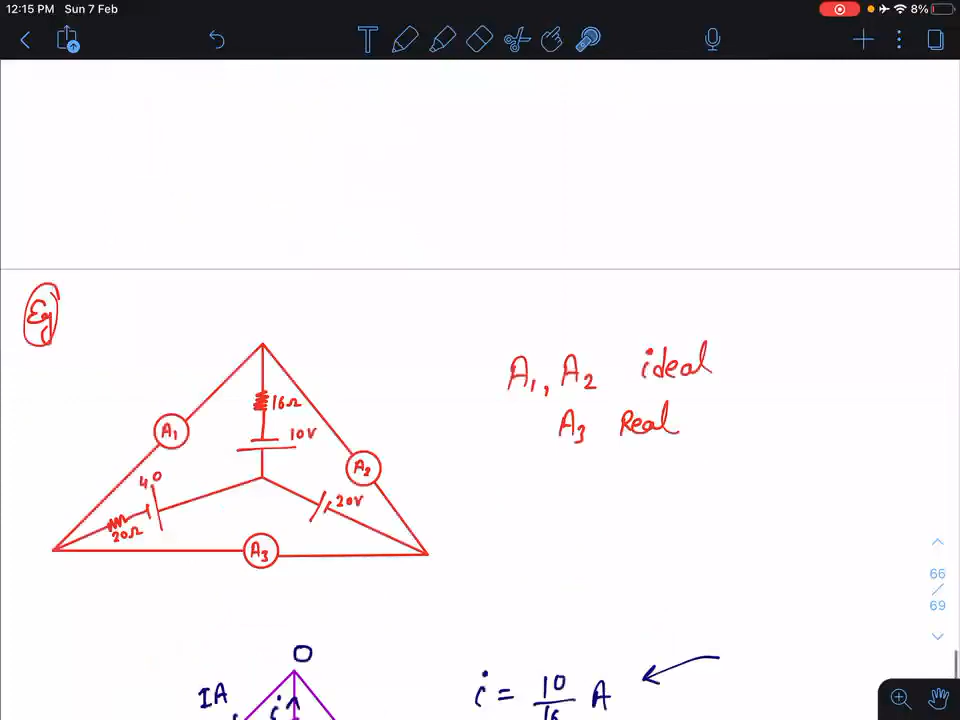 12:15 PM Sun 7 Feb
8%
T
Eg
A1, A2 ideal
A3 Real
16Ω
10V
A1
A2
40
20V
20Ω
A3
66
/
69
O
IA
i
i = 10/16 A